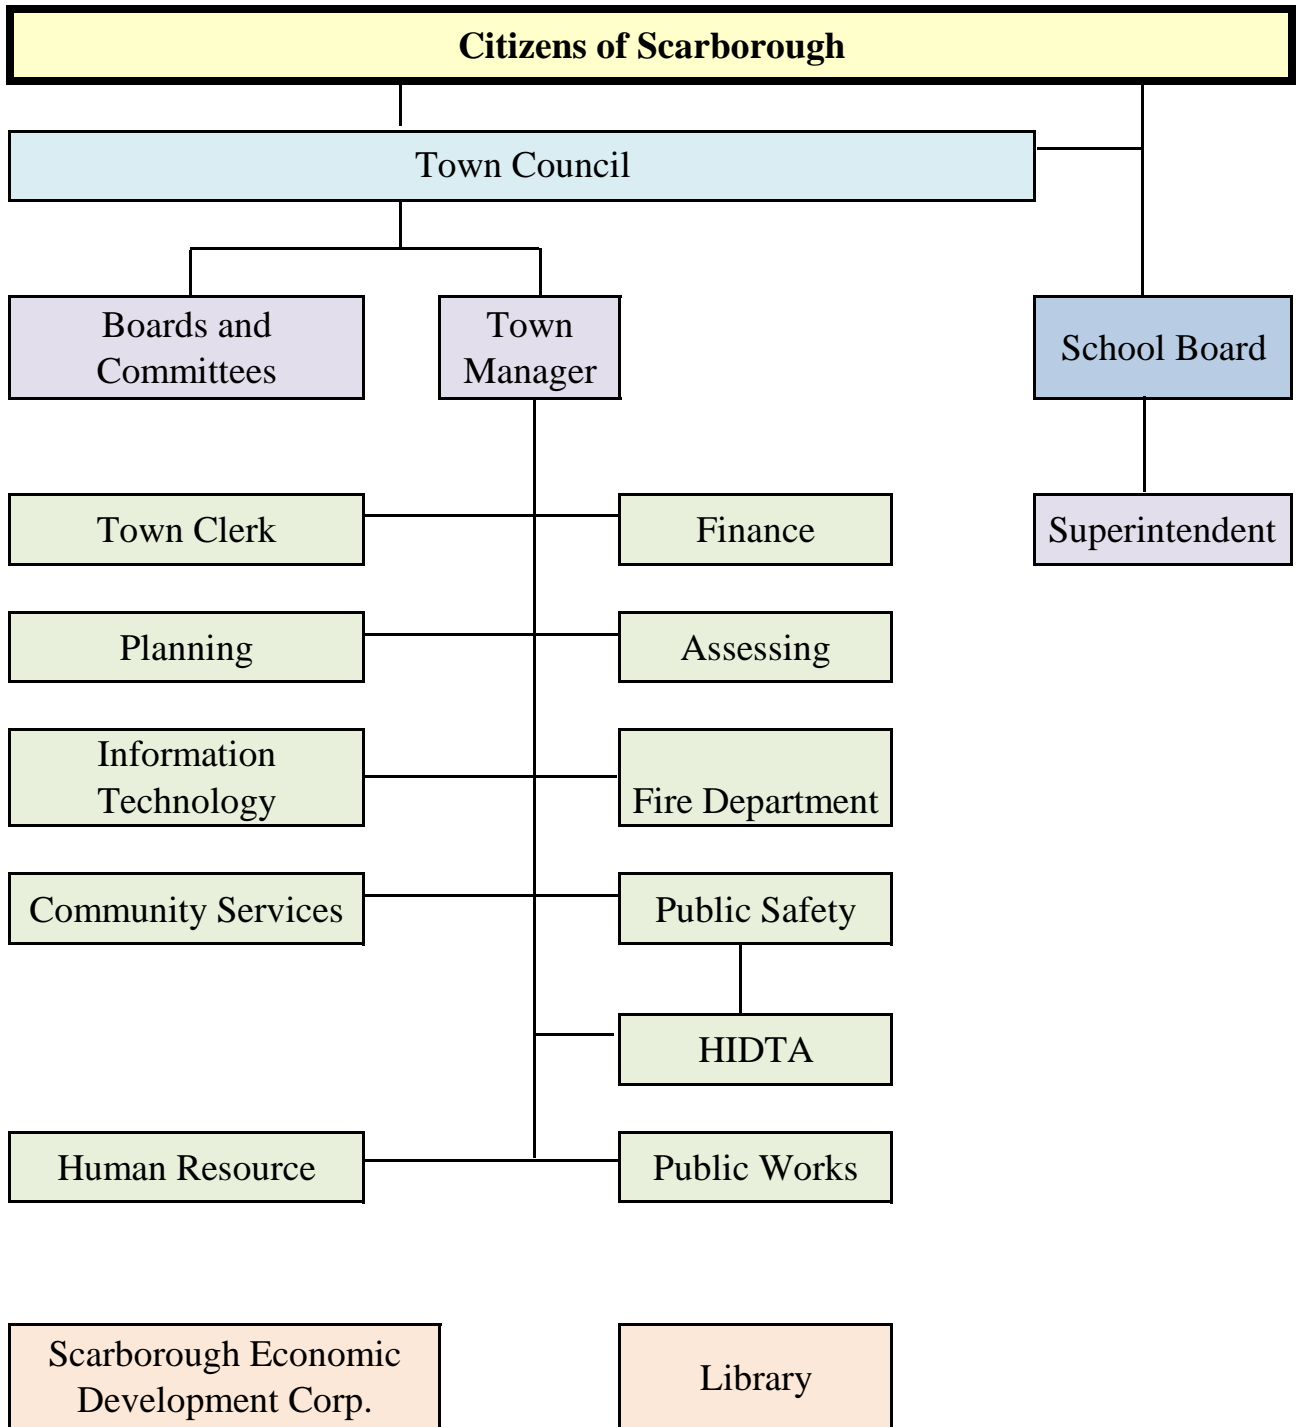 Citizens of Scarborough
Town Council
Boards and
Committees
Town
Manager
School Board
Town Clerk
Finance
Superintendent
Planning
Assessing
Information
Technology
Fire Department
Community Services
Public Safety
HIDTA
Human Resource
Public Works
Scarborough Economic
Development Corp.
Library